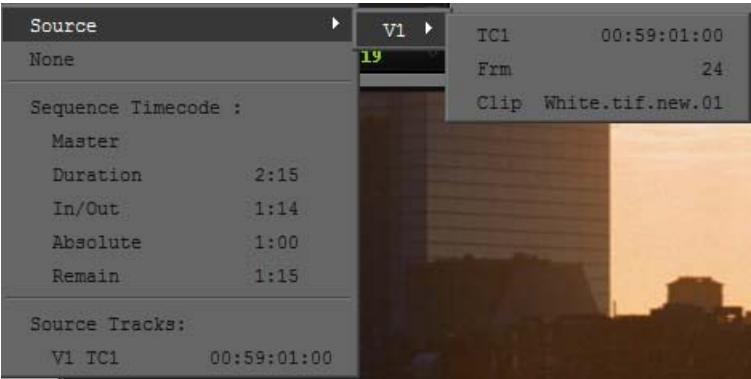 Source
None
Sequence Timecode :
Master
Duration 2:15
In/Out 1:14
Absolute 1:00
Remain 1:15
Source Tracks:
V1 TC1 00:59:01:00
V1
19
TC1 00:59:01:00
Frm 24
Clip White.tif.new.01